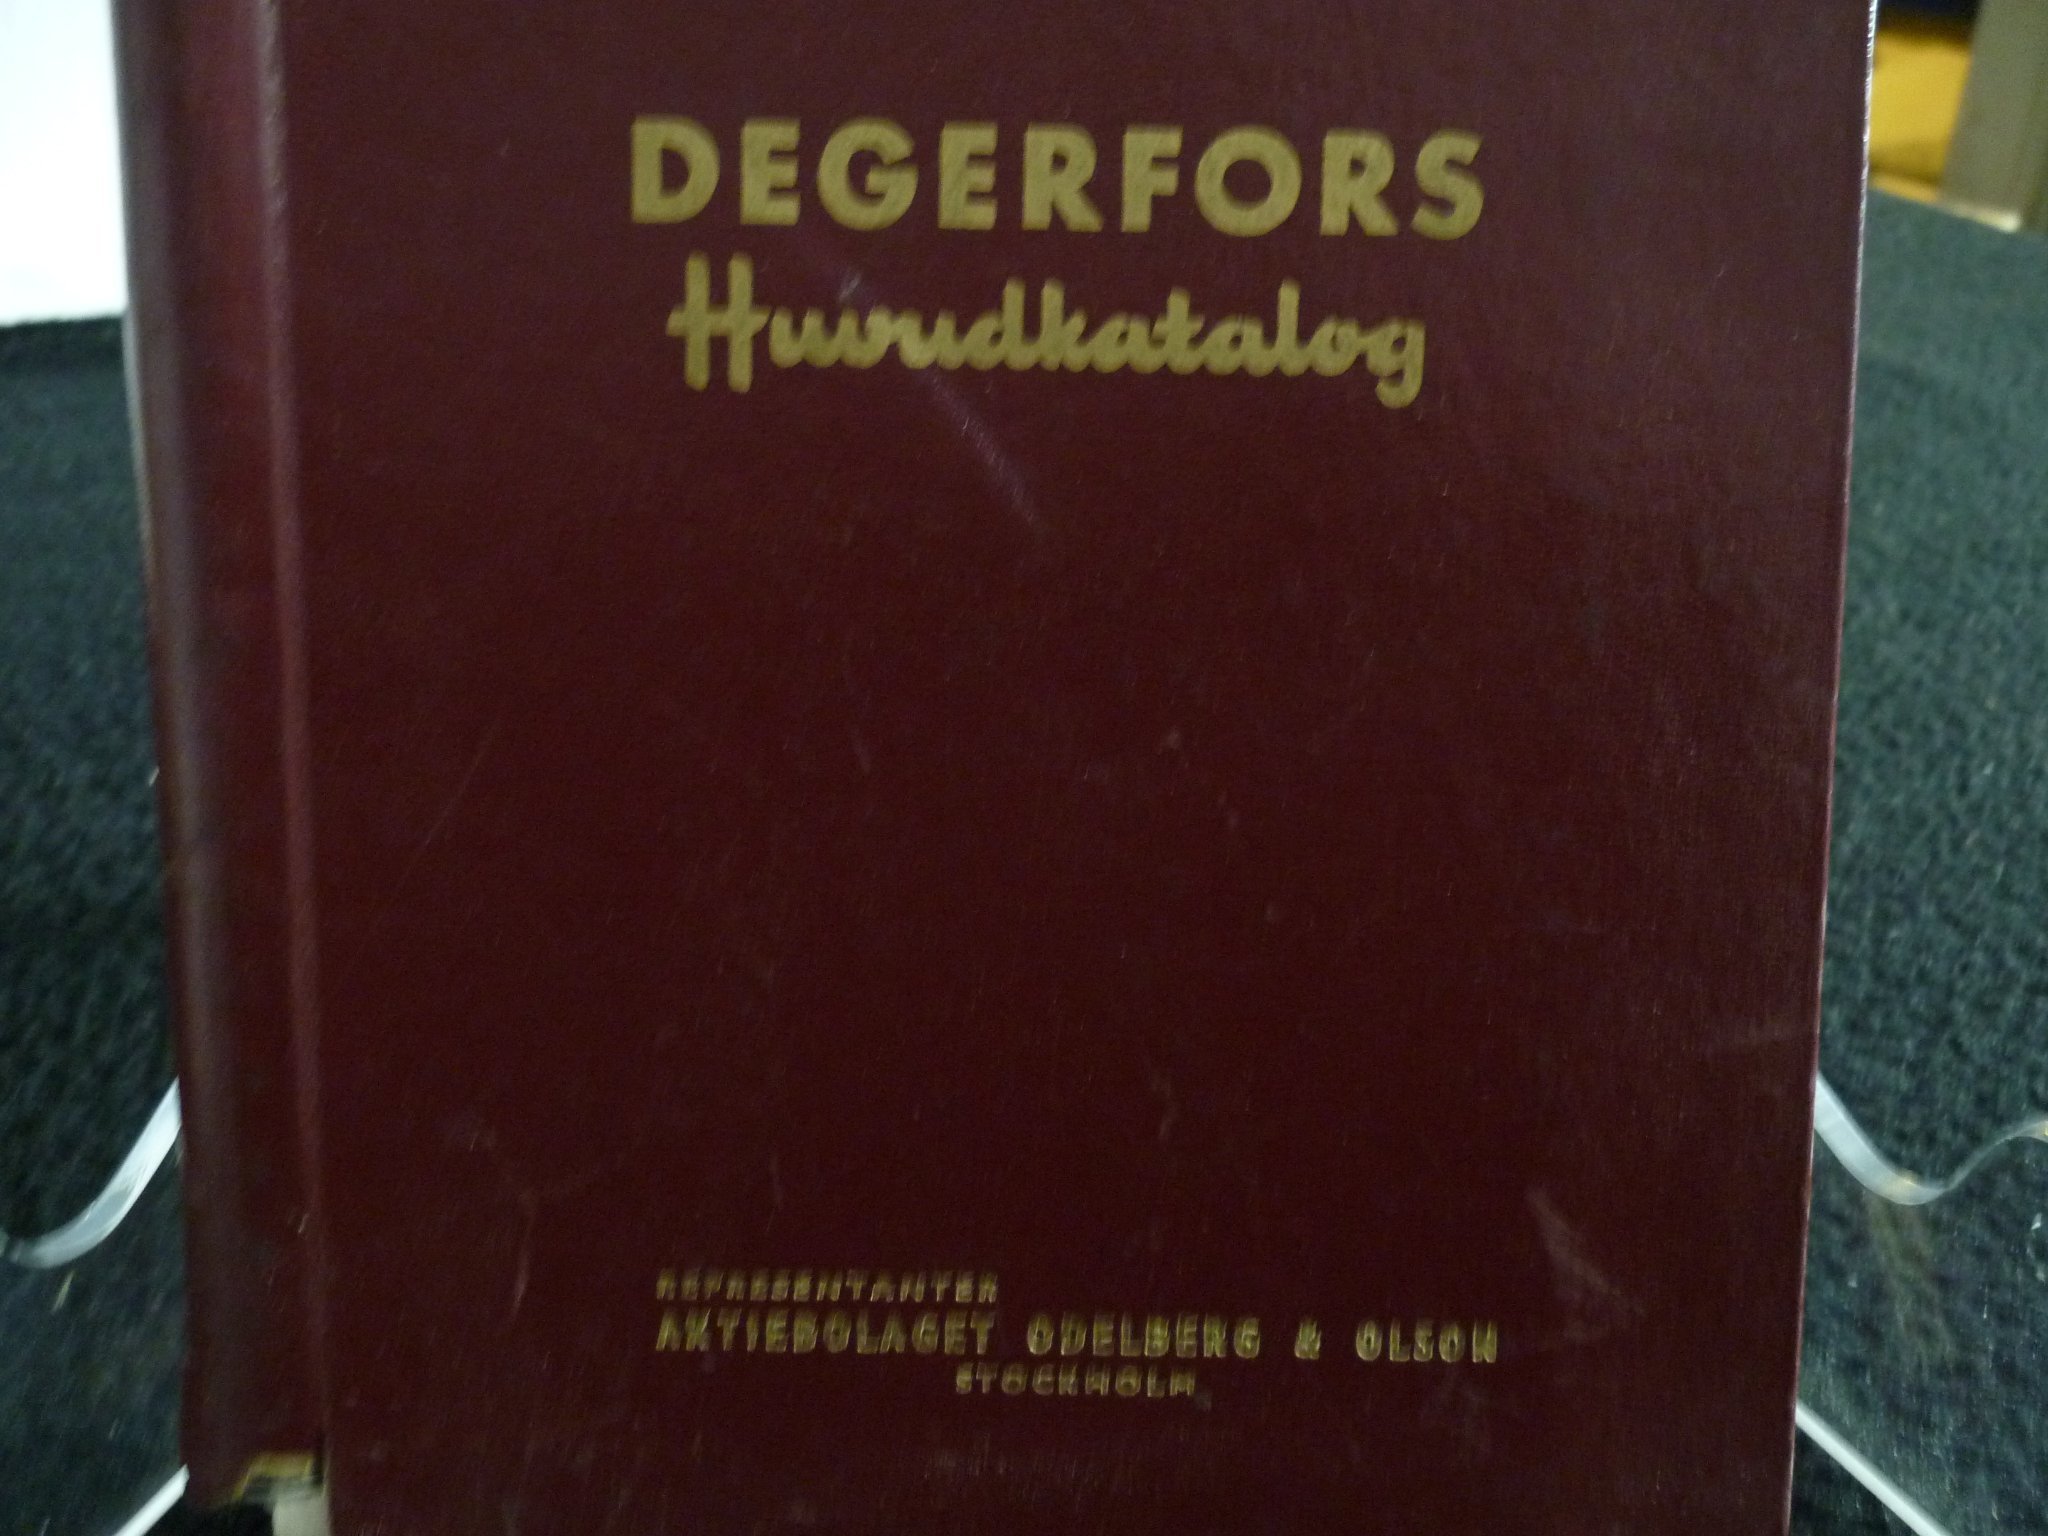 DEGERFORS
Huvudkatalog
REPRESENTANTER
AKTIEBOLAGET ODELBERG & OLSON
STOCKHOLM